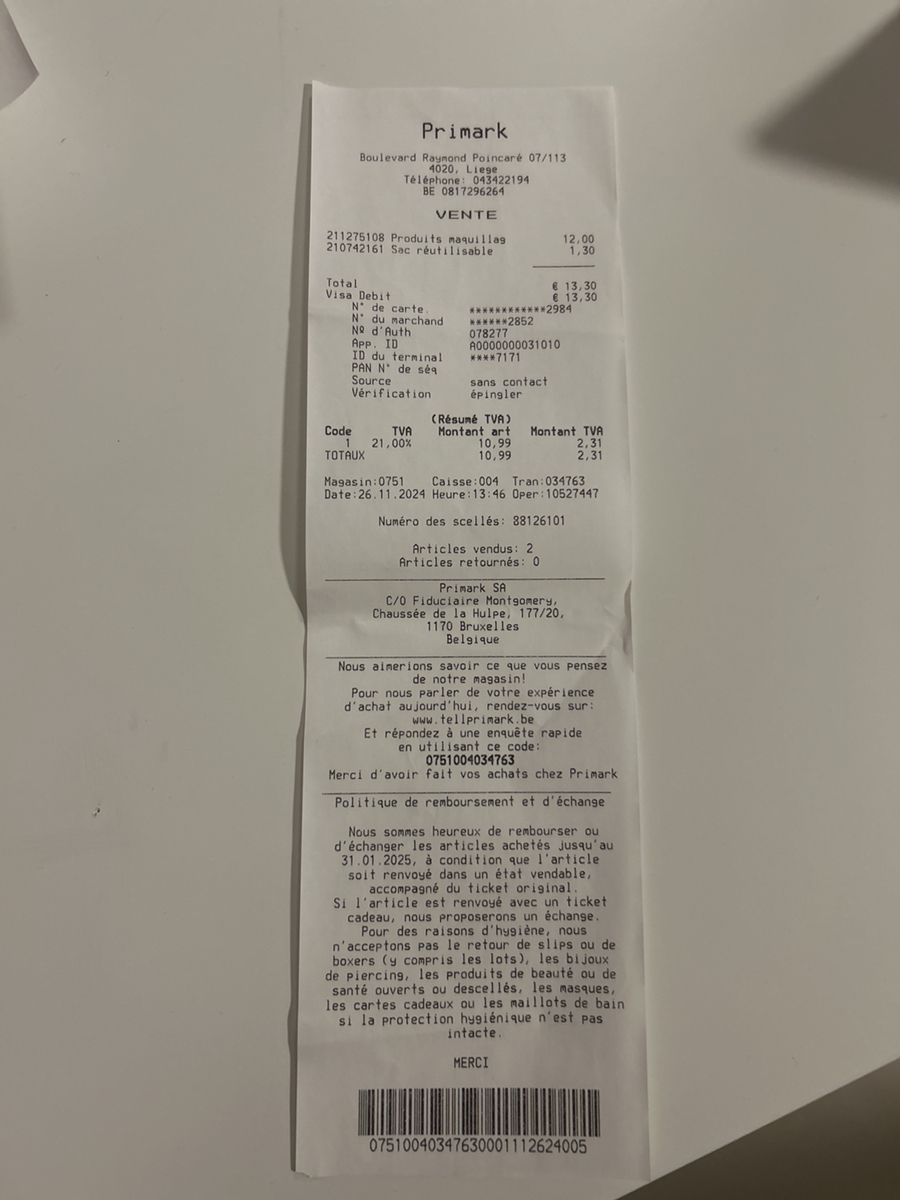 Primark
Boulevard Raymond Poincaré 07/113
4020, Liege
Téléphone: 043422194
BE 0817296264
VENTE
211275108 Produits maquillag 12,00
210742161 Sac réutilisable 1,30
Total € 13,30
Visa Debit € 13,30
N° de carte. ************2984
N° du marchand ******2852
Nº d'Auth 078277
App. ID A0000000031010
ID du terminal ****7171
PAN N° de séq
Source sans contact
Vérification épingler
(Résumé TVA)
Code TVA Montant art Montant TVA
1 21,00% 10,99 2,31
TOTAUX 10,99 2,31
Magasin:0751 Caisse:004 Tran:034763
Date:26.11.2024 Heure:13:46 Oper:10527447
Numéro des scellés: 88126101
Articles vendus: 2
Articles retournés: 0
Primark SA
C/O Fiduciaire Montgomery,
Chaussée de la Hulpe, 177/20,
1170 Bruxelles
Belgique
Nous aimerions savoir ce que vous pensez
de notre magasin!
Pour nous parler de votre expérience
d'achat aujourd'hui, rendez-vous sur:
www.tellprimark.be
Et répondez à une enquête rapide
en utilisant ce code:
0751004034763
Merci d'avoir fait vos achats chez Primark
Politique de remboursement et d'échange
Nous sommes heureux de rembourser ou
d'échanger les articles achetés jusqu'au
31.01.2025, à condition que l'article
soit renvoyé dans un état vendable,
accompagné du ticket original.
Si l'article est renvoyé avec un ticket
cadeau, nous proposerons un échange.
Pour des raisons d'hygiène, nous
n'acceptons pas le retour de slips ou de
boxers (y compris les lots), les bijoux
de piercing, les produits de beauté ou de
santé ouverts ou descellés, les masques,
les cartes cadeaux ou les maillots de bain
si la protection hygiénique n'est pas
intacte.
MERCI
07510040347630001112624005